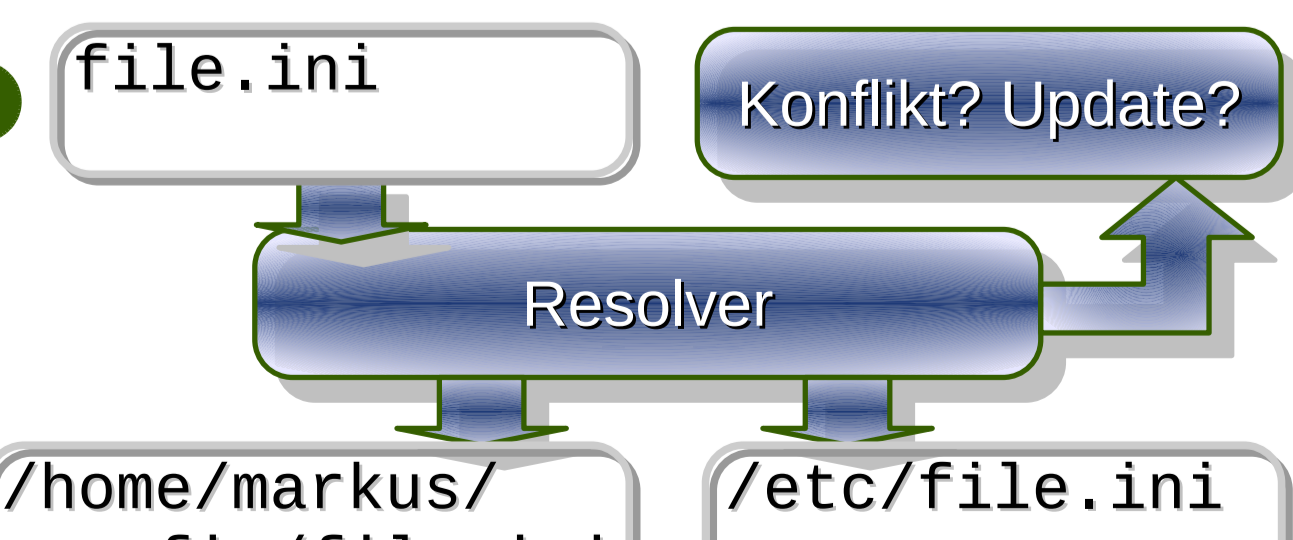 file.ini
Konflikt? Update?
Resolver
/home/markus/
/etc/file.ini